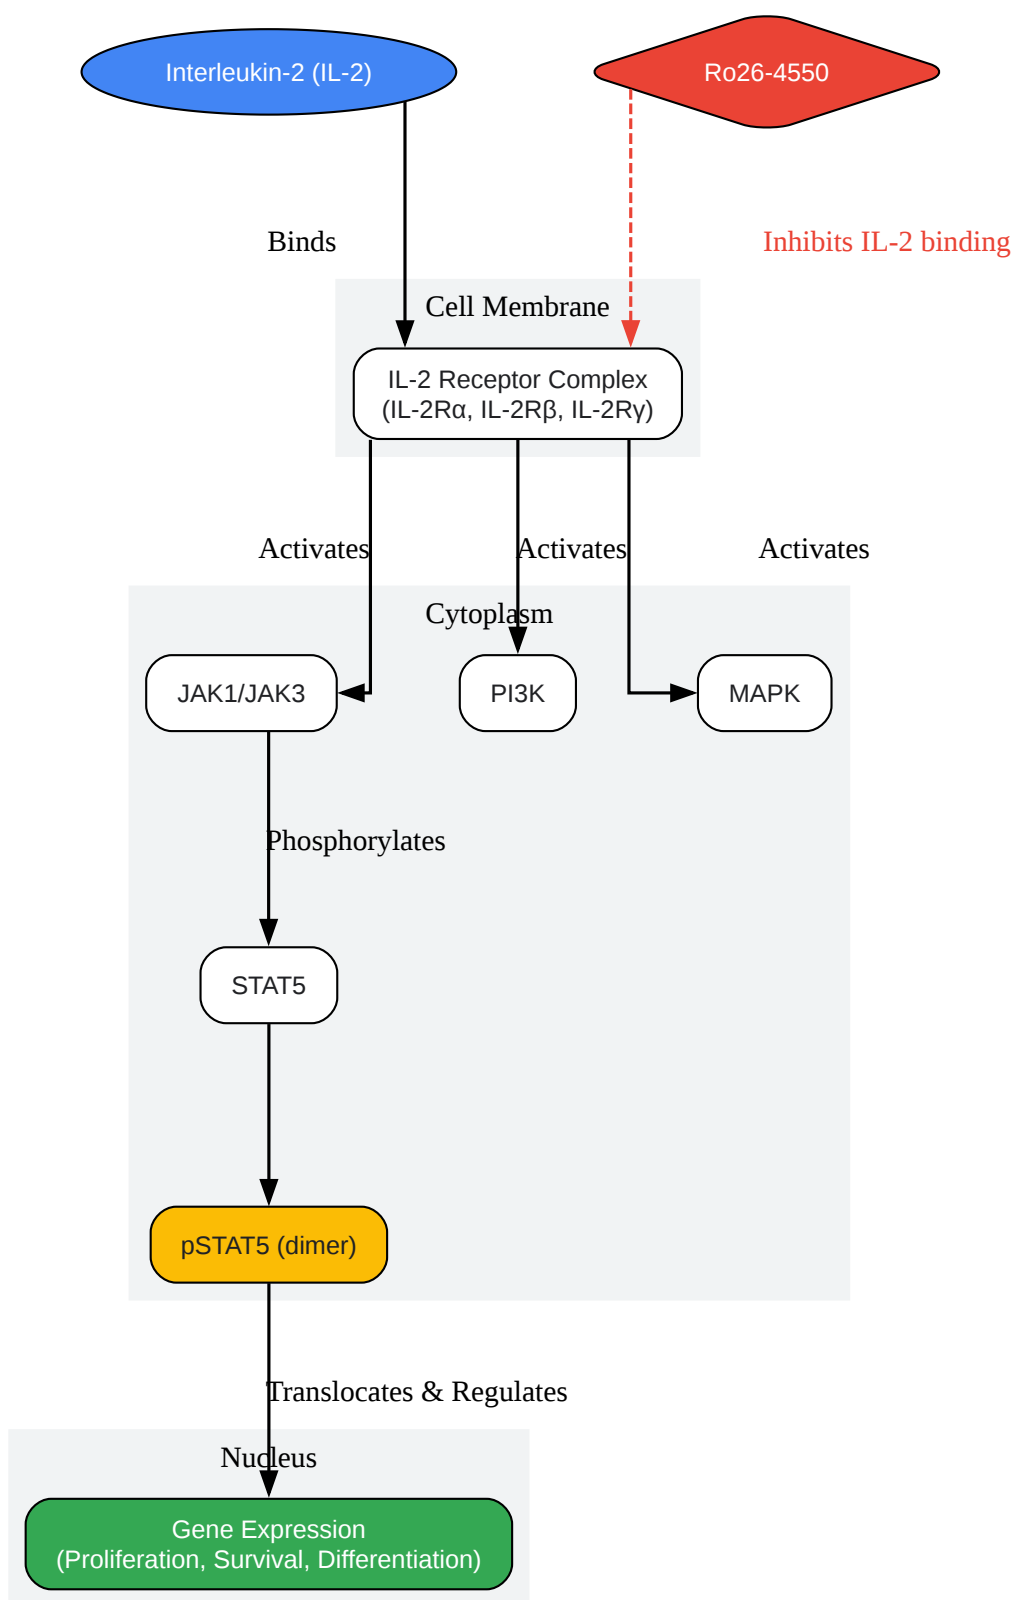 Interleukin-2 (IL-2)
Ro26-4550
Binds
Inhibits IL-2 binding
Cell Membrane
IL-2 Receptor Complex
(IL-2Rα, IL-2Rβ, IL-2Rγ)
Activates
Activates
Activates
Cytoplasm
JAK1/JAK3
PI3K
MAPK
Phosphorylates
STAT5
pSTAT5 (dimer)
Translocates & Regulates
Nucleus
Gene Expression
(Proliferation, Survival, Differentiation)